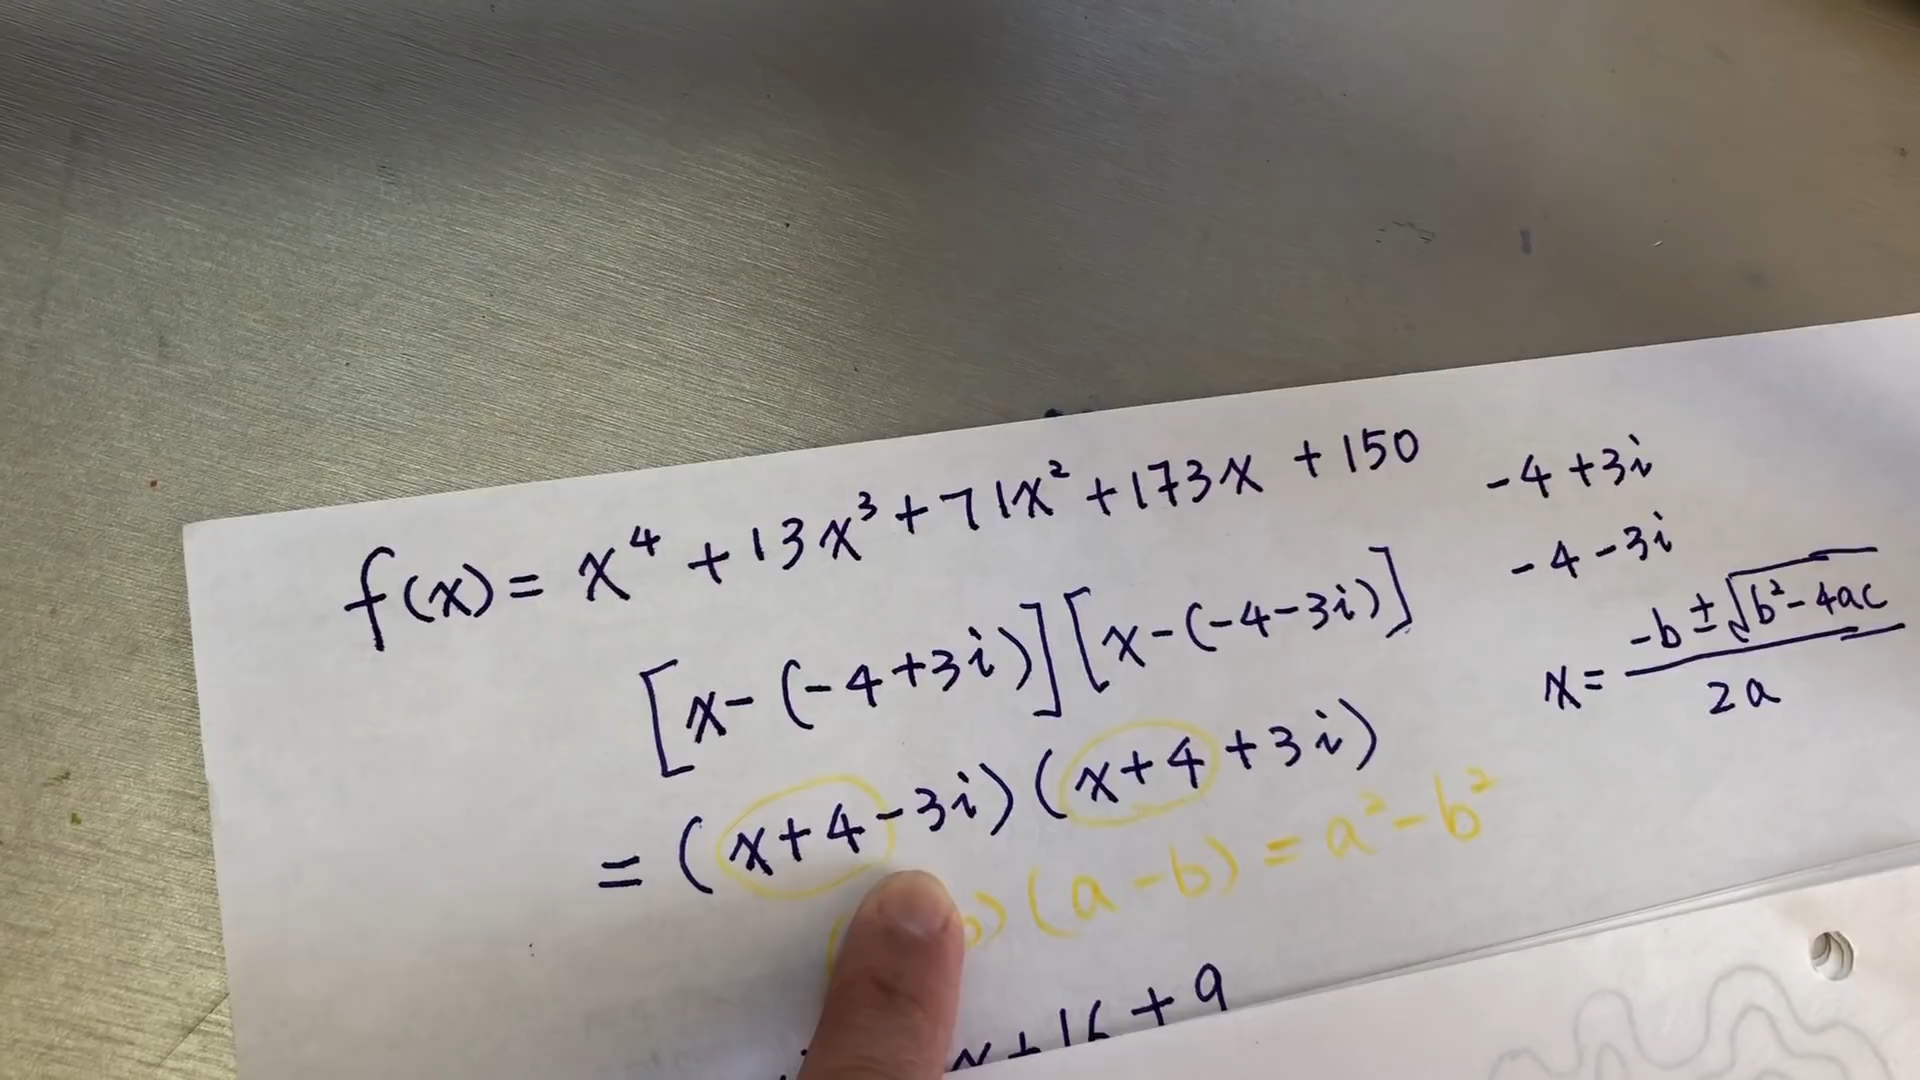 f(x) = x⁴ + 13x³ + 71x² + 173x + 150
-4 + 3i
-4 - 3i
[x - (-4 + 3i)][x - (-4 - 3i)]
x = (-b ± √(b² - 4ac)) / 2a
= (x + 4 - 3i)(x + 4 + 3i)
)(a - b) = a² - b²
x + 16 + 9